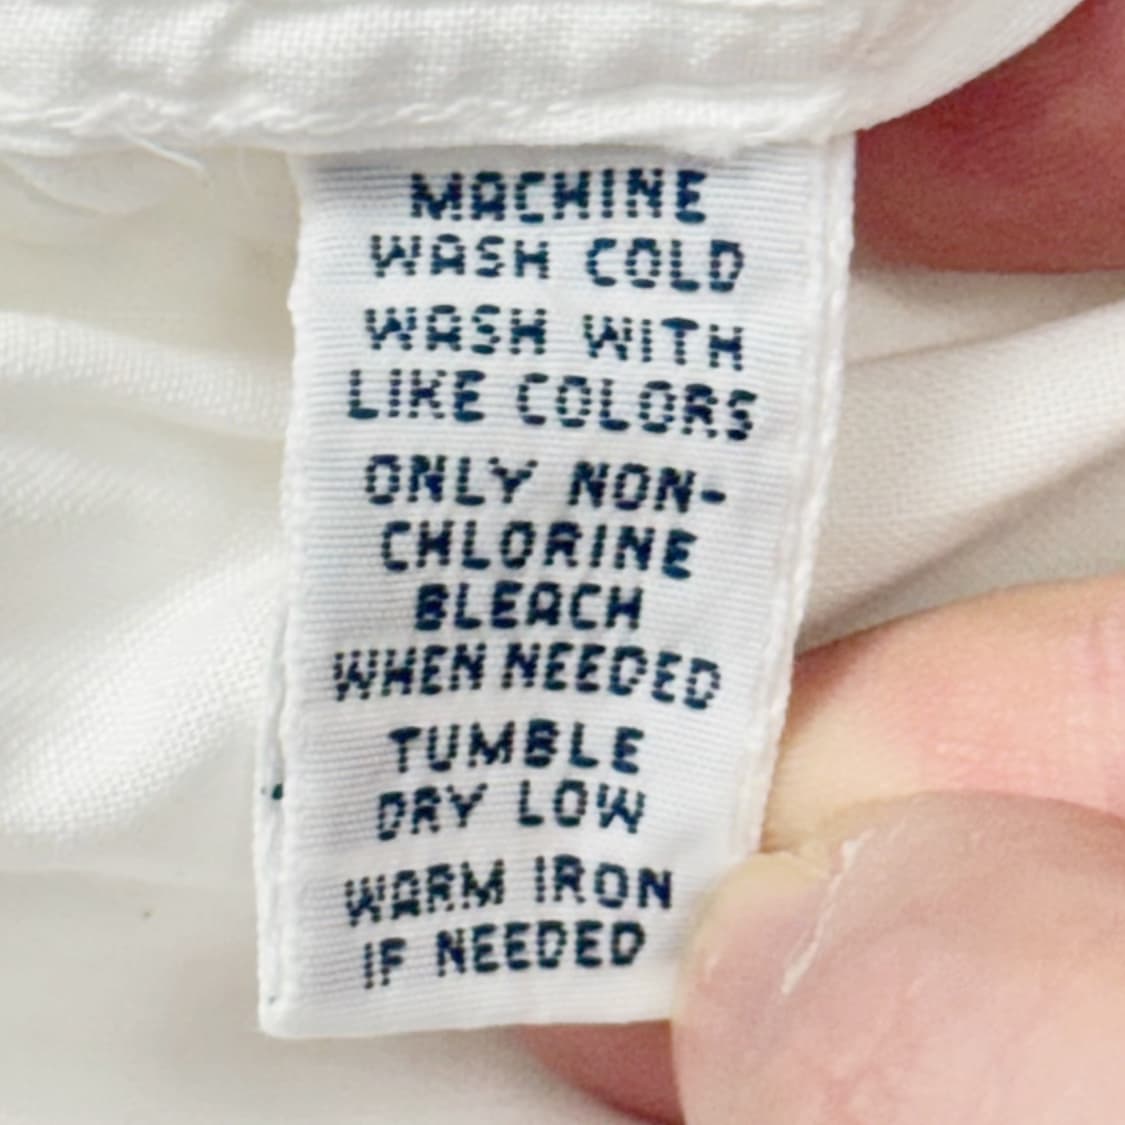 MACHINE
WASH COLD
WASH WITH
LIKE COLORS
ONLY NON-
CHLORINE
BLEACH
WHEN NEEDED
TUMBLE
DRY LOW
WARM IRON
IF NEEDED